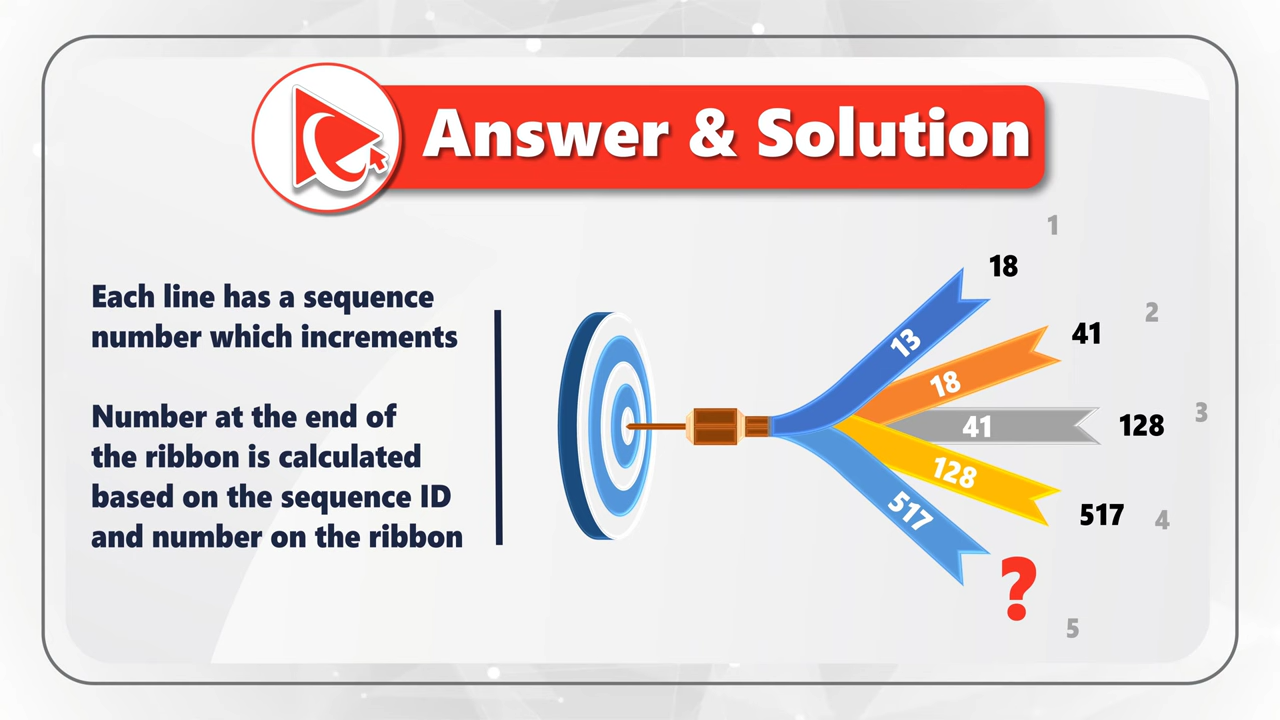 Answer & Solution
Each line has a sequence
number which increments
Number at the end of
the ribbon is calculated
based on the sequence ID
and number on the ribbon
1
18
13
2
41
18
3
128
41
4
517
128
517
?
5